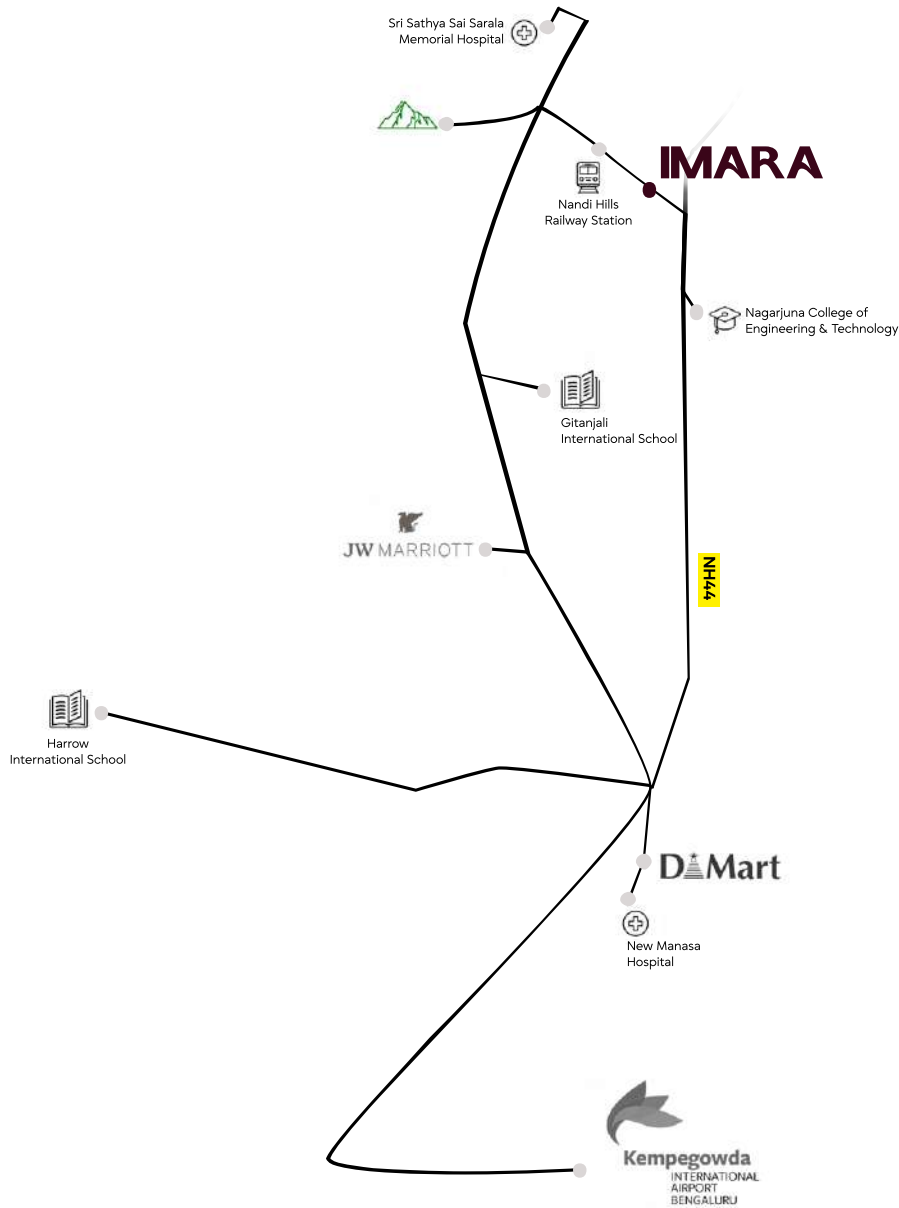 Sri Sathya Sai Sarala
Memorial Hospital
IMARA
Nandi Hills
Railway Station
Nagarjuna College of
Engineering & Technology
Gitanjali
International School
JW MARRIOTT
NH44
Harrow
International School
D Mart
New Manasa
Hospital
Kempegowda
INTERNATIONAL
AIRPORT
BENGALURU